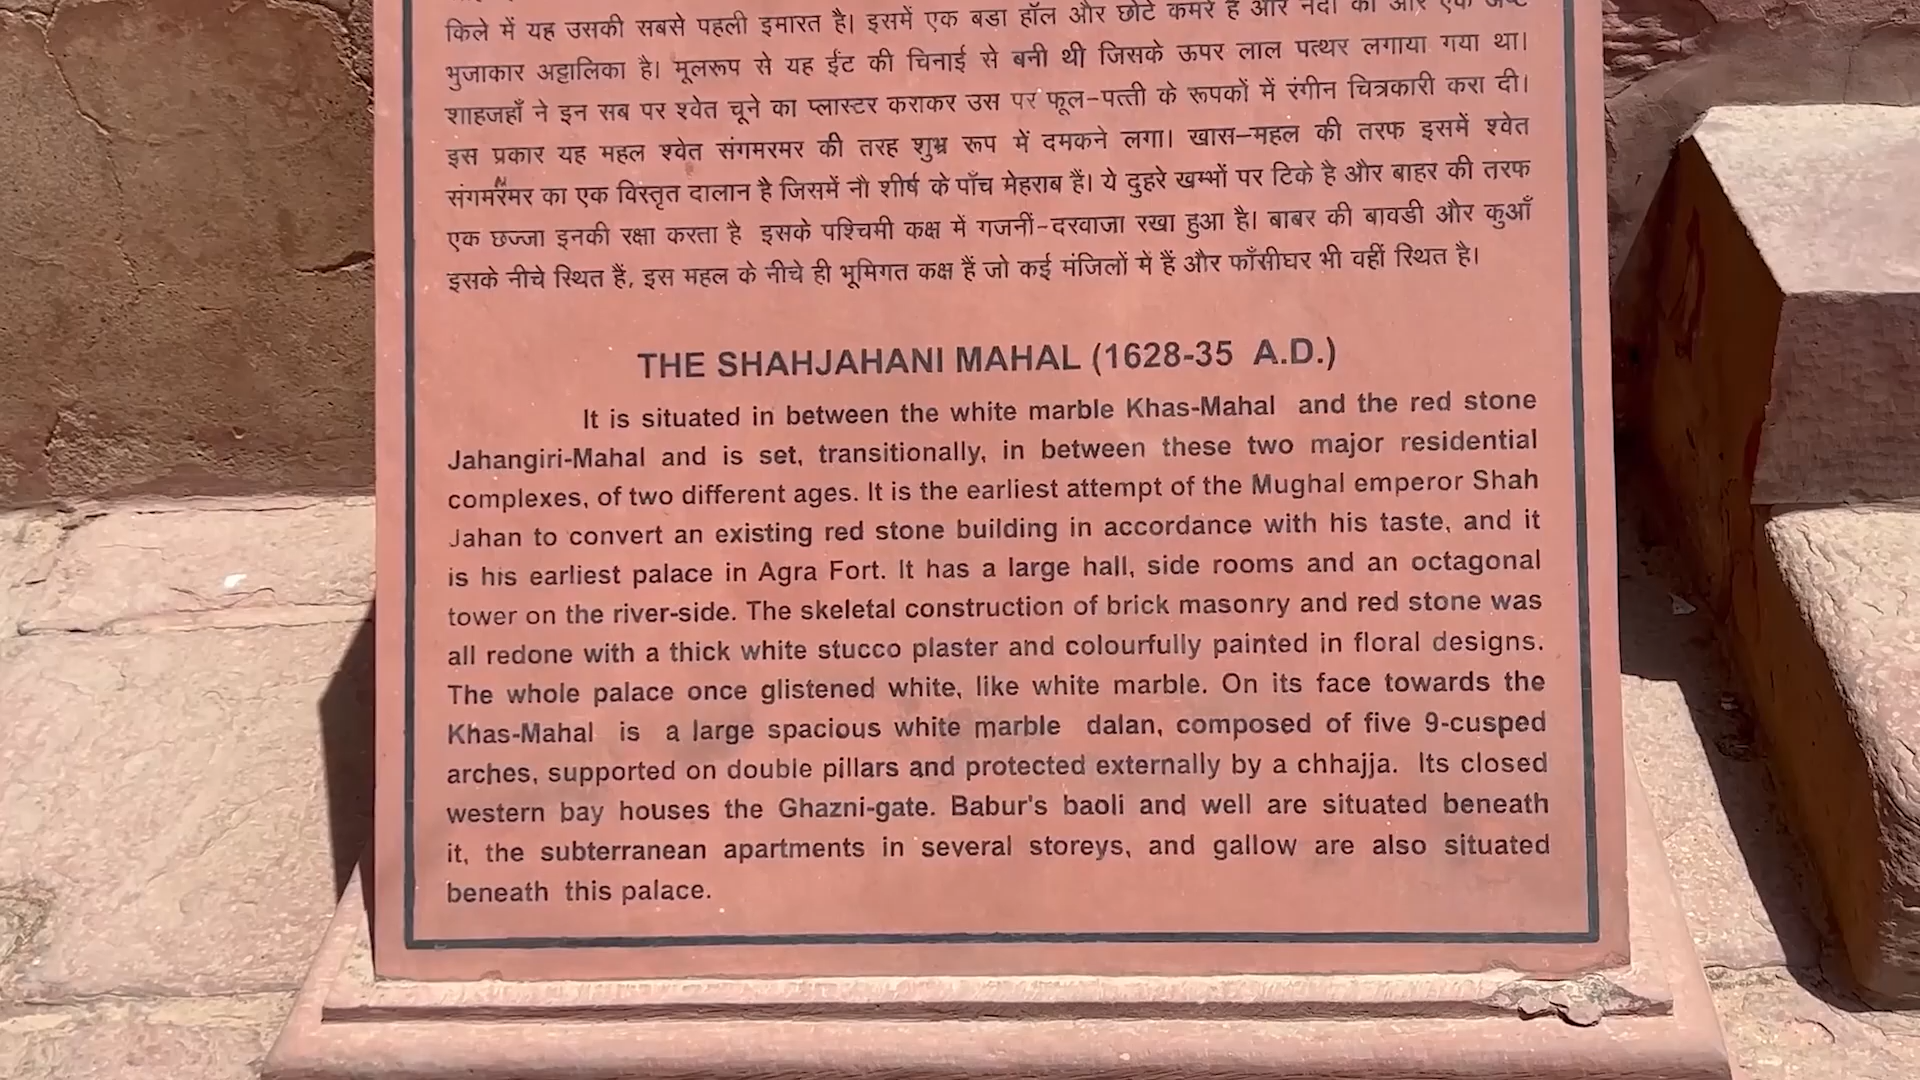 किले में यह उसकी सबसे पहली इमारत है। इसमें एक बडा हॉल और छोटे कमरे है और नदी की ओर एक अष्ट
भुजाकार अट्टालिका है। मूलरूप से यह ईंट की चिनाई से बनी थी जिसके ऊपर लाल पत्थर लगाया गया था।
शाहजहाँ ने इन सब पर श्वेत चूने का प्लास्टर कराकर उस पर फूल-पत्ती के रूपकों में रंगीन चित्रकारी करा दी।
इस प्रकार यह महल श्वेत संगमरमर की तरह शुभ्र रूप में दमकने लगा। खास-महल की तरफ इसमें श्वेत
संगमरमर का एक विस्तृत दालान है जिसमें नौ शीर्ष के पाँच मेहराब हैं। ये दुहरे खम्भों पर टिके है और बाहर की तरफ
एक छज्जा इनकी रक्षा करता है इसके पश्चिमी कक्ष में गजनीं-दरवाजा रखा हुआ है। बाबर की बावडी और कुआँ
इसके नीचे स्थित हैं, इस महल के नीचे ही भूमिगत कक्ष हैं जो कई मंजिलों में हैं और फाँसीघर भी वहीं स्थित है।
THE SHAHJAHANI MAHAL (1628-35 A.D.)
It is situated in between the white marble Khas-Mahal and the red stone
Jahangiri-Mahal and is set, transitionally, in between these two major residential
complexes, of two different ages. It is the earliest attempt of the Mughal emperor Shah
Jahan to convert an existing red stone building in accordance with his taste, and it
is his earliest palace in Agra Fort. It has a large hall, side rooms and an octagonal
tower on the river-side. The skeletal construction of brick masonry and red stone was
all redone with a thick white stucco plaster and colourfully painted in floral designs.
The whole palace once glistened white, like white marble. On its face towards the
Khas-Mahal is a large spacious white marble dalan, composed of five 9-cusped
arches, supported on double pillars and protected externally by a chhajja. Its closed
western bay houses the Ghazni-gate. Babur's baoli and well are situated beneath
it, the subterranean apartments in several storeys, and gallow are also situated
beneath this palace.